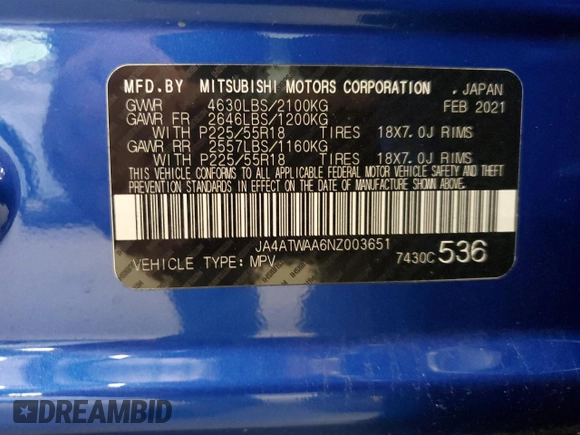 MFD.BY MITSUBISHI MOTORS CORPORATION , JAPAN
GVWR 4630LBS/2100KG FEB 2021
GAWR FR 2646LBS/1200KG
WITH P225/55R18 TIRES 18X7.0J RIMS
GAWR RR 2557LBS/1160KG
WITH P225/55R18 TIRES 18X7.0J RIMS
THIS VEHICLE CONFORMS TO ALL APPLICABLE FEDERAL MOTOR VEHICLE SAFETY, BUMPER, AND THEFT
PREVENTION STANDARDS IN EFFECT ON THE DATE OF MANUFACTURE SHOWN ABOVE.
JA4ATWAA6NZ003651
VEHICLE TYPE: MPV 7430C 536
DREAMBID